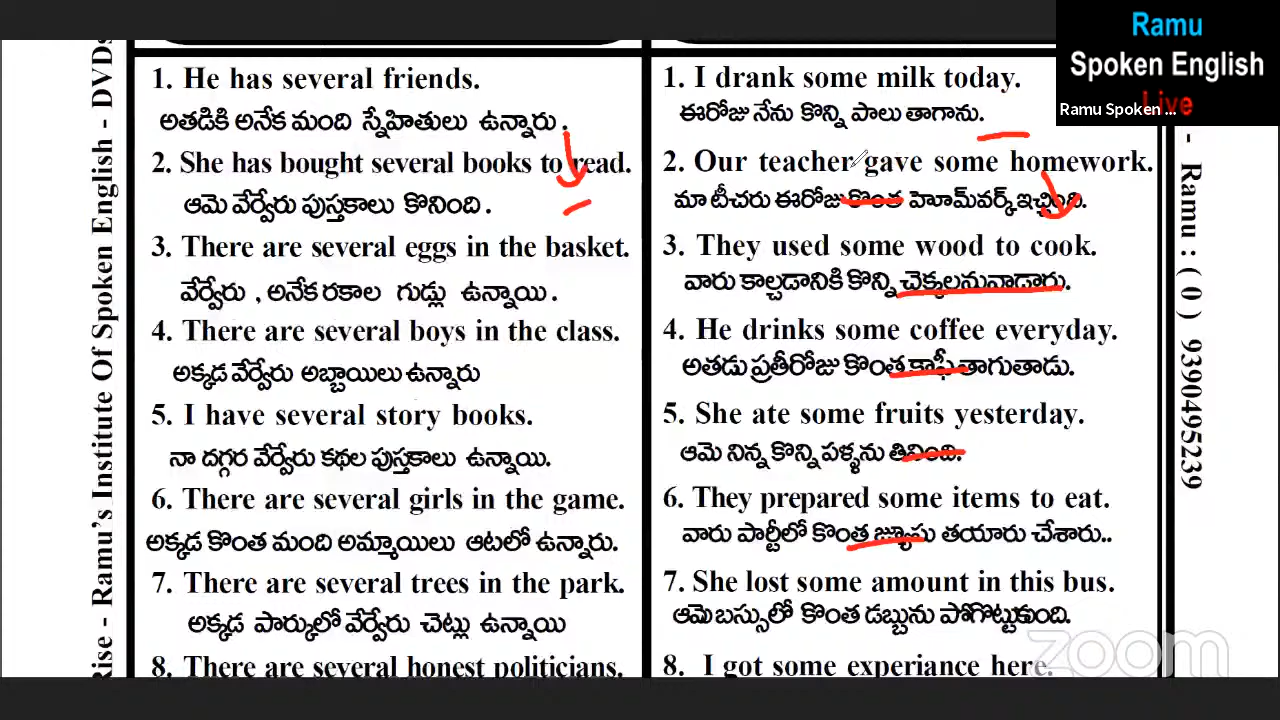 Ramu
Spoken English
Live
Ramu Spoken ...
Rise - Ramu's Institute Of Spoken English - DVDs
1. He has several friends.
అతడికి అనేక మంది స్నేహితులు ఉన్నారు.
2. She has bought several books to read.
ఆమె వేర్వేరు పుస్తకాలు కొనింది.
3. There are several eggs in the basket.
వేర్వేరు , అనేక రకాల గుడ్లు ఉన్నాయి.
4. There are several boys in the class.
అక్కడ వేర్వేరు అబ్బాయిలు ఉన్నారు
5. I have several story books.
నా దగ్గర వేర్వేరు కథల పుస్తకాలు ఉన్నాయి.
6. There are several girls in the game.
అక్కడ కొంత మంది అమ్మాయిలు ఆటలో ఉన్నారు.
7. There are several trees in the park.
అక్కడ పార్కులో వేర్వేరు చెట్లు ఉన్నాయి
8. There are several honest politicians.
1. I drank some milk today.
ఈరోజు నేను కొన్ని పాలు తాగాను.
2. Our teacher gave some homework.
మా టీచరు ఈరోజు కొంత హెూమ్‌వర్క్ ఇచ్చింది.
3. They used some wood to cook.
వారు కాల్చడానికి కొన్ని చెక్కలను వాడారు.
4. He drinks some coffee everyday.
అతడు ప్రతీరోజు కొంత కాఫీ తాగుతాడు.
5. She ate some fruits yesterday.
ఆమె నిన్న కొన్ని పళ్ళను తినింది.
6. They prepared some items to eat.
వారు పార్టీలో కొంత జ్యూసు తయారు చేశారు..
7. She lost some amount in this bus.
ఆమె బస్సులో కొంత డబ్బును పోగొట్టుకుంది.
8. I got some experiance here.
- Ramu : ( 0 ) 9390495239
zoom